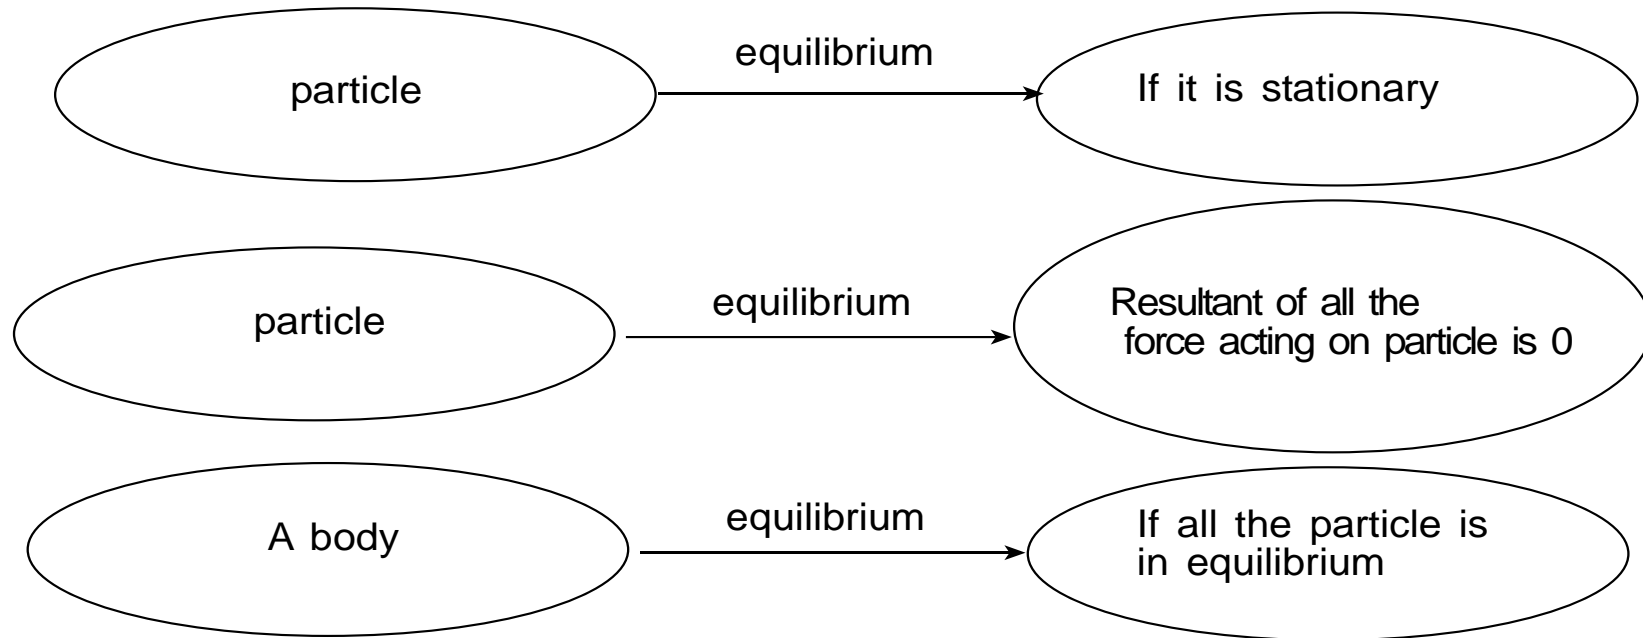 particle
equilibrium
If it is stationary
particle
equilibrium
Resultant of all the
force acting on particle is 0
A body
equilibrium
If all the particle is
in equilibrium